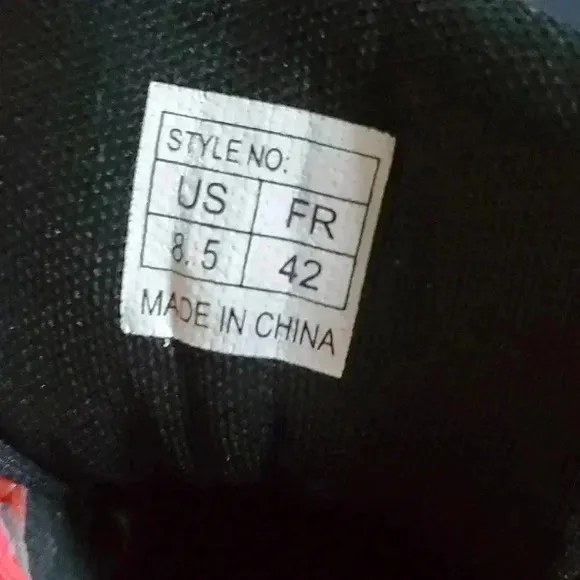 STYLE NO:
US FR
8.5 42
MADE IN CHINA